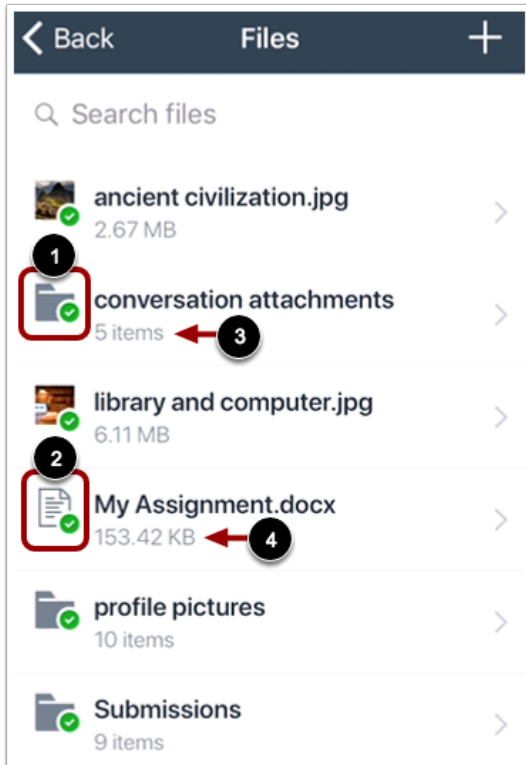 Back Files
Search files
ancient civilization.jpg
2.67 MB
1
conversation attachments
5 items 3
library and computer.jpg
6.11 MB
2
My Assignment.docx
153.42 KB 4
profile pictures
10 items
Submissions
9 items